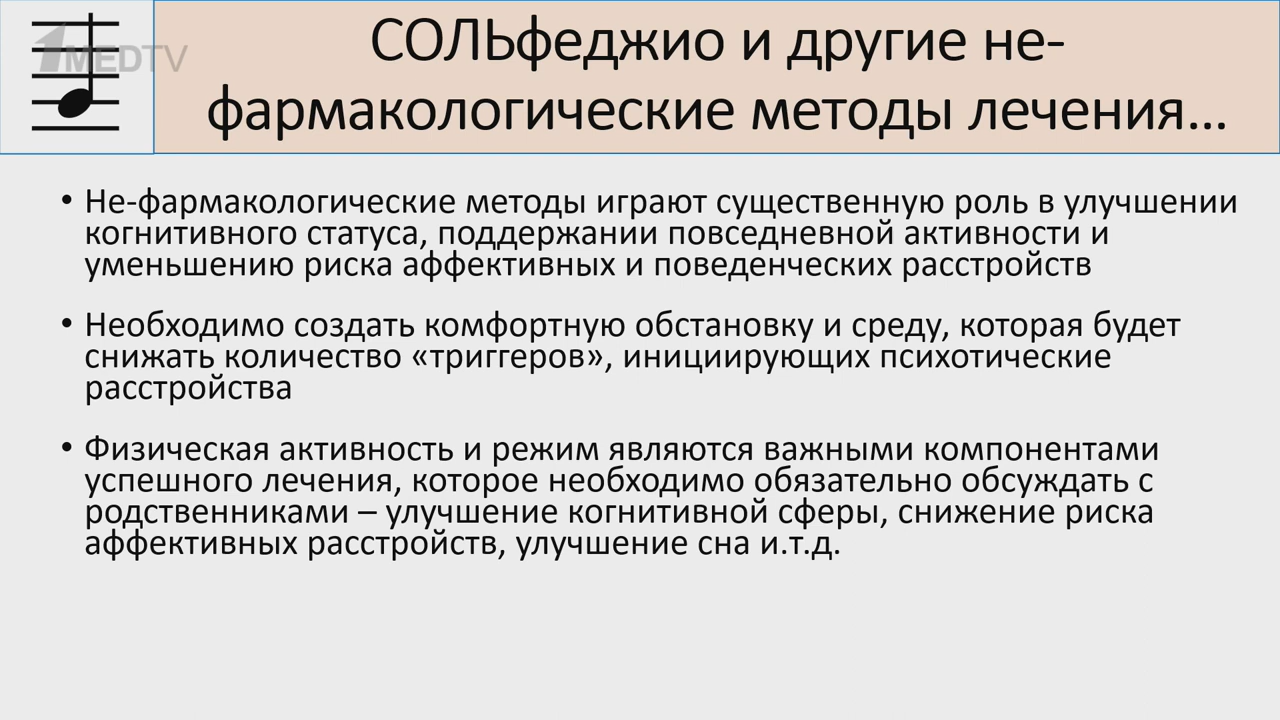 1MEDTV
СОЛЬфеджио и другие не-
фармакологические методы лечения...
• Не-фармакологические методы играют существенную роль в улучшении
когнитивного статуса, поддержании повседневной активности и
уменьшению риска аффективных и поведенческих расстройств
• Необходимо создать комфортную обстановку и среду, которая будет
снижать количество «триггеров», инициирующих психотические
расстройства
• Физическая активность и режим являются важными компонентами
успешного лечения, которое необходимо обязательно обсуждать с
родственниками – улучшение когнитивной сферы, снижение риска
аффективных расстройств, улучшение сна и.т.д.